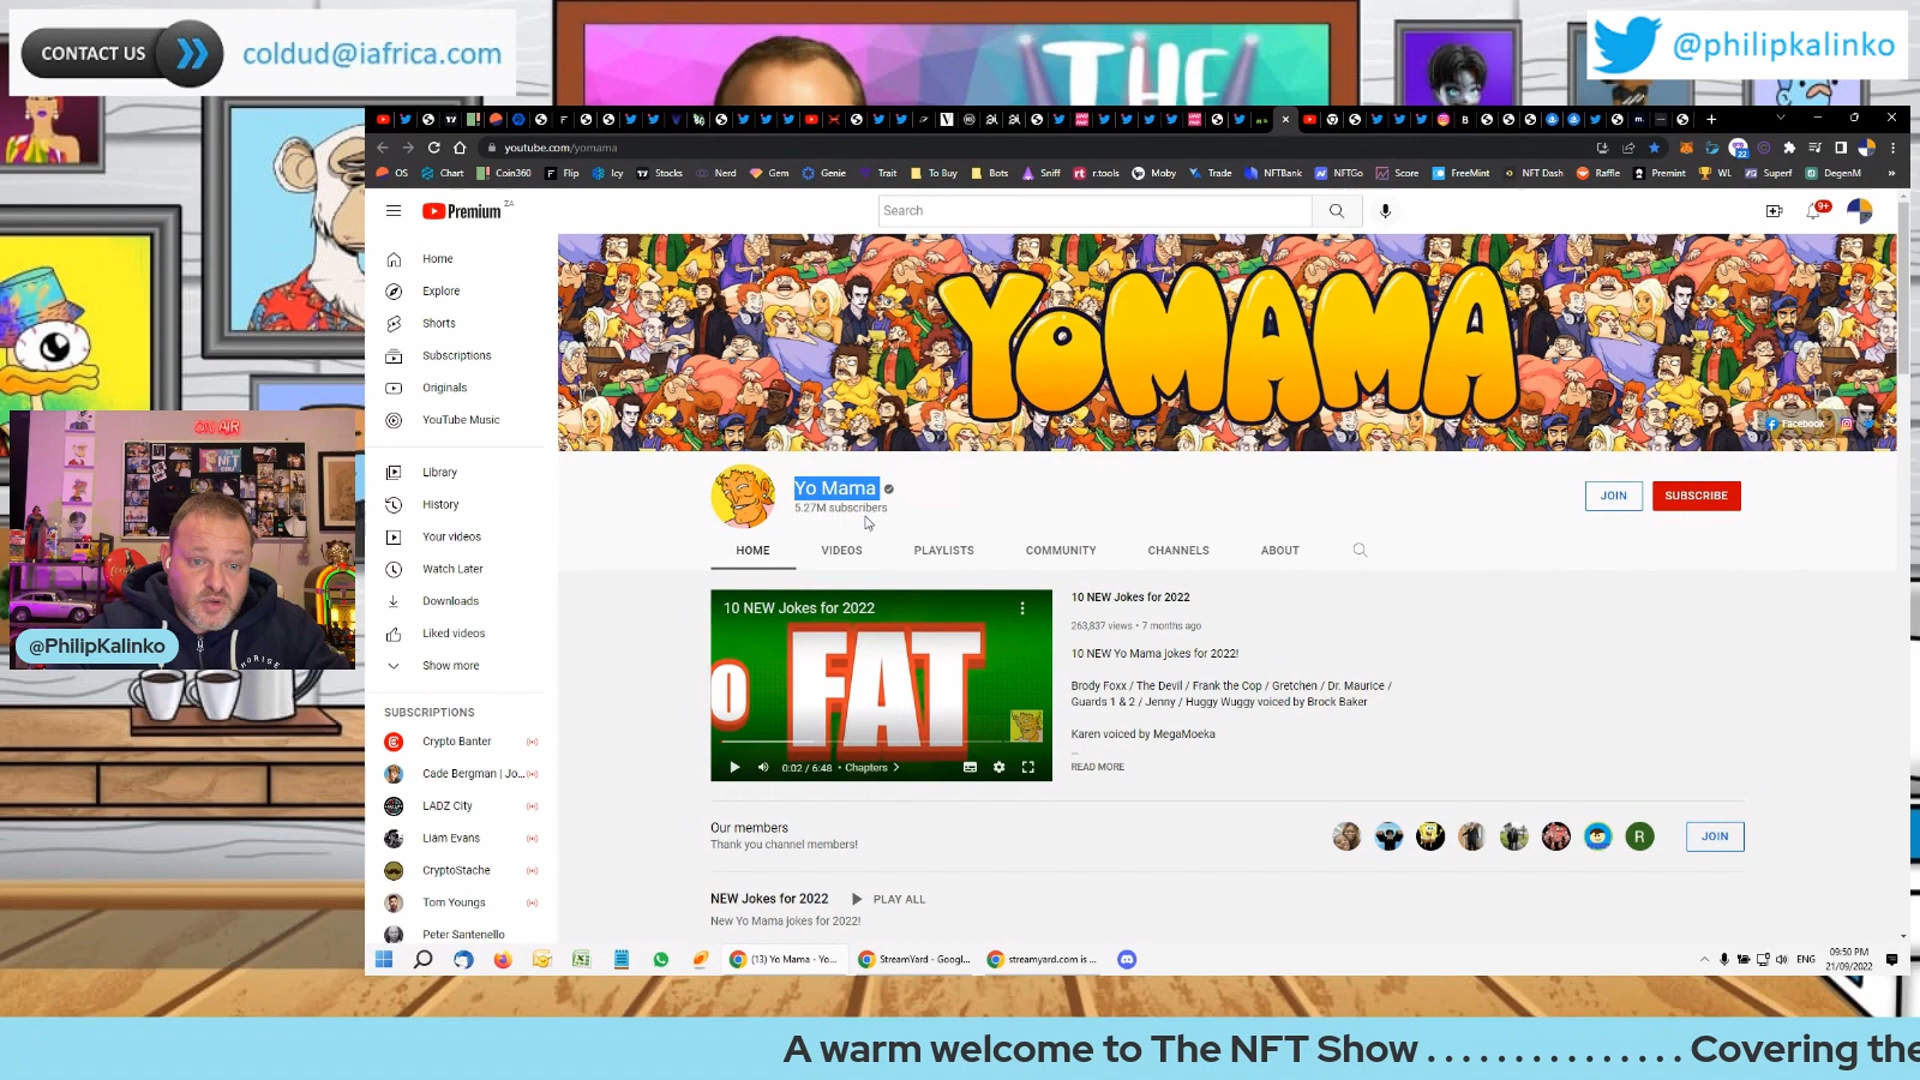 CONTACT US
coldud@iafrica.com
THE
@philipkalinko
youtube.com/yomama
OS
Chart
Coin360
Flip
Icy
Stocks
Nerd
Gem
Genie
Trait
To Buy
Bots
Sniff
r.tools
Moby
Trade
NFTBank
NFTGo
Score
FreeMint
NFT Dash
Raffle
Premint
WL
Superf
DegenM
Premium
ZA
Search
9+
Home
Explore
Shorts
Subscriptions
Originals
YouTube Music
Library
History
Your videos
Watch Later
Downloads
Liked videos
Show more
SUBSCRIPTIONS
Crypto Banter
Cade Bergman | Jo...
LADZ City
Liam Evans
CryptoStache
Tom Youngs
Peter Santenello
YOMAMA
Facebook
Yo Mama
5.27M subscribers
JOIN
SUBSCRIBE
HOME
VIDEOS
PLAYLISTS
COMMUNITY
CHANNELS
ABOUT
10 NEW Jokes for 2022
FAT
0:02 / 6:48 • Chapters
10 NEW Jokes for 2022
263,837 views • 7 months ago
10 NEW Yo Mama jokes for 2022!
Brody Foxx / The Devil / Frank the Cop / Gretchen / Dr. Maurice /
Guards 1 & 2 / Jenny / Huggy Wuggy voiced by Brock Baker
Karen voiced by MegaMoeka
...
READ MORE
Our members
Thank you channel members!
R
JOIN
NEW Jokes for 2022
PLAY ALL
New Yo Mama jokes for 2022!
ON AIR
THE NFT
@PhilipKalinko
(13) Yo Mama - Yo...
StreamYard - Googl...
streamyard.com is ...
ENG
09:50 PM
21/09/2022
A warm welcome to The NFT Show . . . . . . . . . . . . . . . Covering the